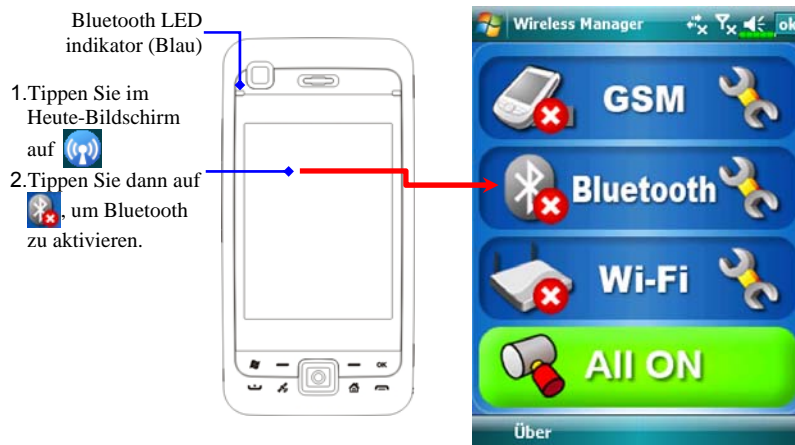 Bluetooth LED
indikator (Blau)
1.Tippen Sie im
Heute-Bildschirm
auf
2.Tippen Sie dann auf
, um Bluetooth
zu aktivieren.
OK
Wireless Manager ok
GSM
Bluetooth
Wi-Fi
All ON
Über